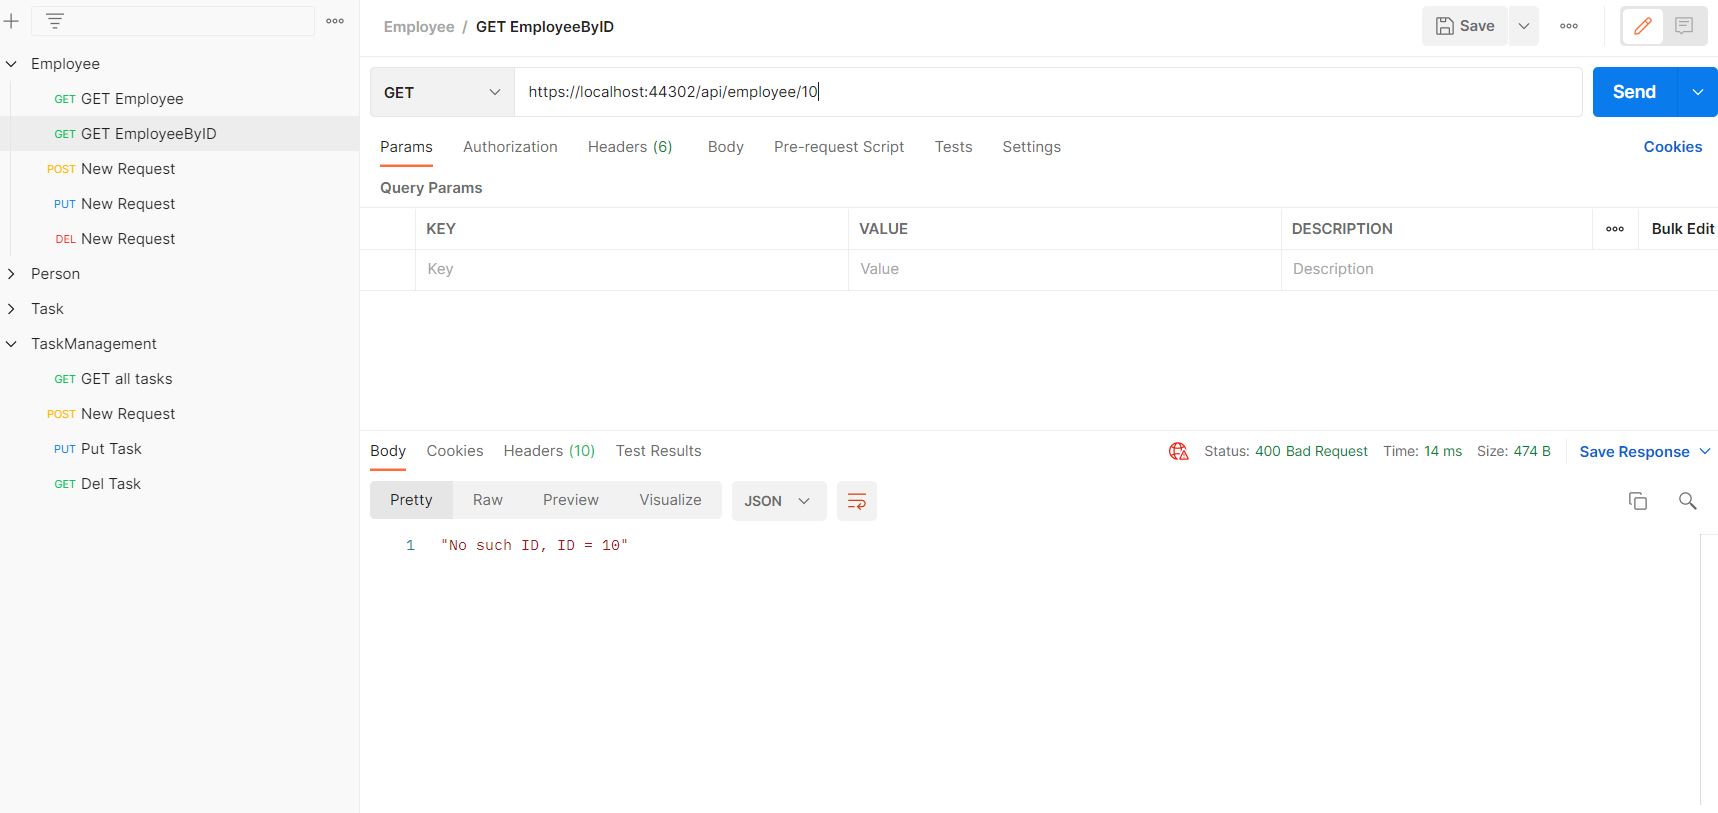 Employee
GET GET Employee
GET GET EmployeeByID
POST New Request
PUT New Request
DEL New Request
Person
Task
TaskManagement
GET GET all tasks
POST New Request
PUT Put Task
GET Del Task
Employee / GET EmployeeByID
Save
GET https://localhost:44302/api/employee/10
Send
Params Authorization Headers (6) Body Pre-request Script Tests Settings Cookies
Query Params
KEY VALUE DESCRIPTION Bulk Edit
Key Value Description
Body Cookies Headers (10) Test Results Status: 400 Bad Request Time: 14 ms Size: 474 B Save Response
Pretty Raw Preview Visualize JSON
1 "No such ID, ID = 10"